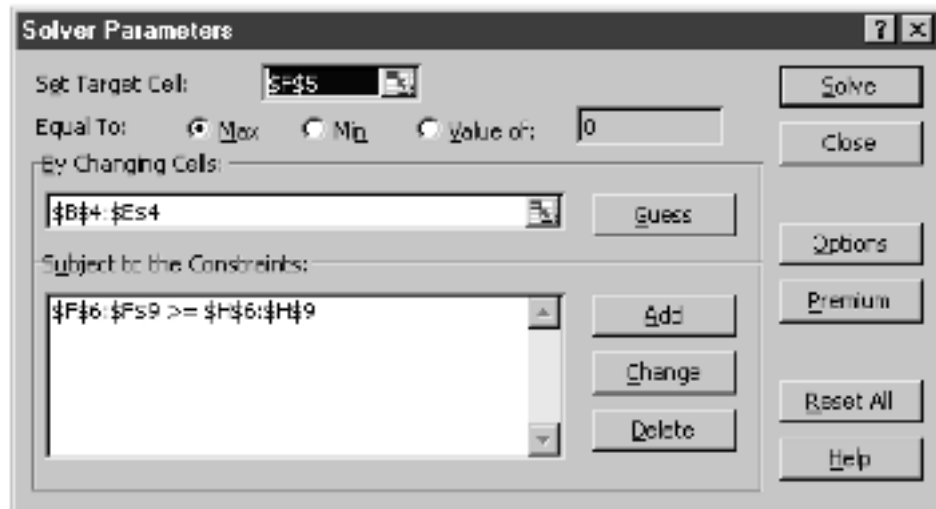 Solver Parameters
Set Target Cell: $F$5
Equal To: Max Min Value of: 0
By Changing Cells:
$B$4:$E$4
Guess
Subject to the Constraints:
$F$6:$F$9 >= $H$6:$H$9
Add
Change
Delete
Solve
Close
Options
Premium
Reset All
Help